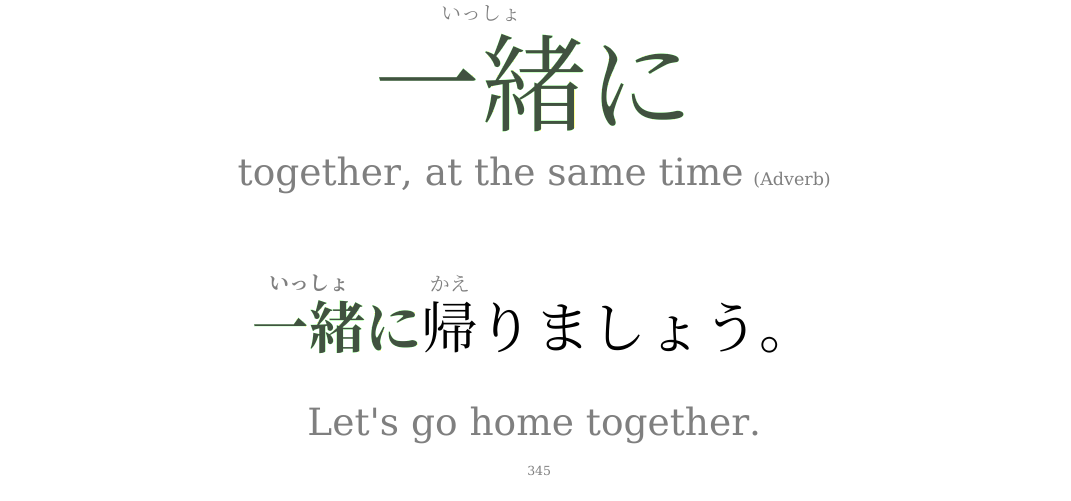 いっしょ
一緒に
together, at the same time (Adverb)
いっしょ かえ
一緒に帰りましょう。
Let's go home together.
345